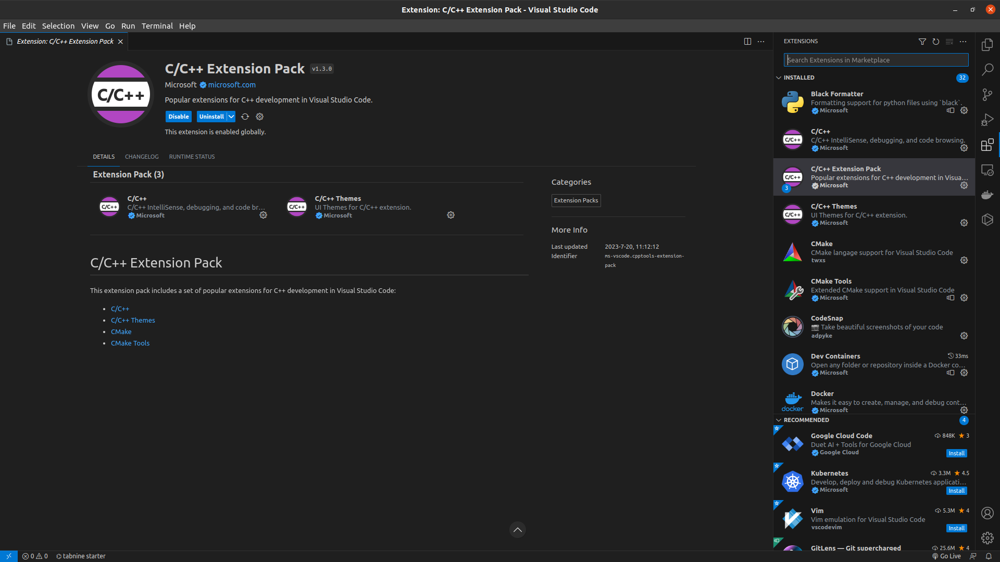 Extension: C/C++ Extension Pack - Visual Studio Code
File Edit Selection View Go Run Terminal Help
Extension: C/C++ Extension Pack
C/C++
C/C++ Extension Pack v1.3.0
Microsoft microsoft.com
Popular extensions for C++ development in Visual Studio Code.
Disable Uninstall
This extension is enabled globally.
DETAILS CHANGELOG RUNTIME STATUS
Extension Pack (3)
C/C++
C/C++
C/C++ IntelliSense, debugging, and code br…
Microsoft
C/C++
C/C++ Themes
UI Themes for C/C++ extension.
Microsoft
C/C++ Extension Pack
This extension pack includes a set of popular extensions for C++ development in Visual Studio Code:
• C/C++
• C/C++ Themes
• CMake
• CMake Tools
Categories
Extension Packs
More Info
Last updated 2023-7-20, 11:12:12
Identifier ms-vscode.cpptools-extension-
pack
EXTENSIONS
Search Extensions in Marketplace
INSTALLED 32
Black Formatter
Formatting support for python files using `black`.
Microsoft
C/C++
C/C++
C/C++ IntelliSense, debugging, and code browsing.
Microsoft
C/C++
3
C/C++ Extension Pack
Popular extensions for C++ development in Visua…
Microsoft
C/C++
C/C++ Themes
UI Themes for C/C++ extension.
Microsoft
CMake
CMake langage support for Visual Studio Code
twxs
CMake Tools
Extended CMake support in Visual Studio Code
Microsoft
CodeSnap
📷 Take beautiful screenshots of your code
adpyke
Dev Containers 33ms
Open any folder or repository inside a Docker co…
Microsoft
docker
Docker
Makes it easy to create, manage, and debug cont…
Microsoft
RECOMMENDED 4
Google Cloud Code 848K ★ 3
Duet AI + Tools for Google Cloud
Google Cloud Install
Kubernetes 3.3M ★ 4.5
Develop, deploy and debug Kubernetes applicati…
Microsoft Install
Vim 5.3M ★ 4
Vim emulation for Visual Studio Code
vscodevim Install
GitLens — Git supercharged 25.6M ★ 4
0 0 tabnine starter Go Live